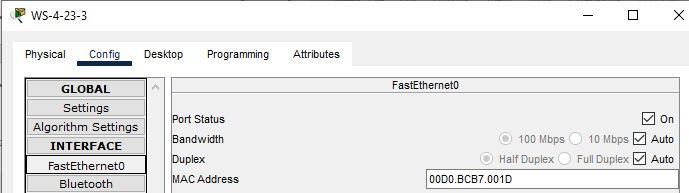 WS-4-23-3
Physical Config Desktop Programming Attributes
GLOBAL
Settings
Algorithm Settings
INTERFACE
FastEthernet0
Bluetooth
FastEthernet0
Port Status On
Bandwidth 100 Mbps 10 Mbps Auto
Duplex Half Duplex Full Duplex Auto
MAC Address 00D0.BCB7.001D